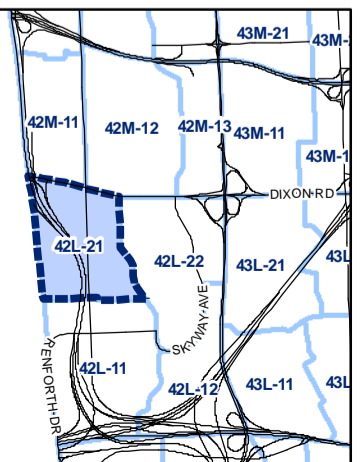 43M-21
43M-
42M-11
42M-12
42M-13
43M-11
43M-1
DIXON RD
42L-21
42L-22
43L-21
43L
SKYWAY AVE
RENFORTH DR
42L-11
42L-12
43L-11
43L